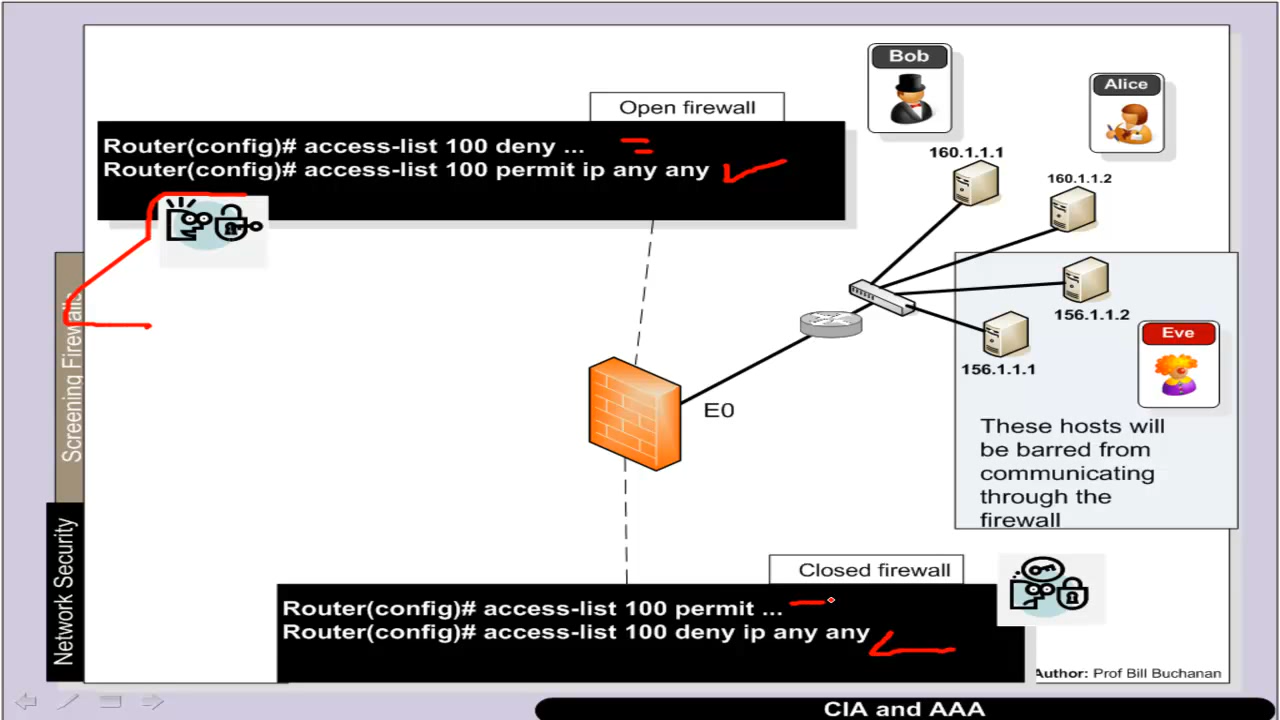 Bob
Alice
Open firewall
Router(config)# access-list 100 deny ...
Router(config)# access-list 100 permit ip any any
160.1.1.1
160.1.1.2
156.1.1.2
Eve
156.1.1.1
E0
These hosts will
be barred from
communicating
through the
firewall
Screening Firewalls
Network Security
Closed firewall
Router(config)# access-list 100 permit ...
Router(config)# access-list 100 deny ip any any
Author: Prof Bill Buchanan
CIA and AAA